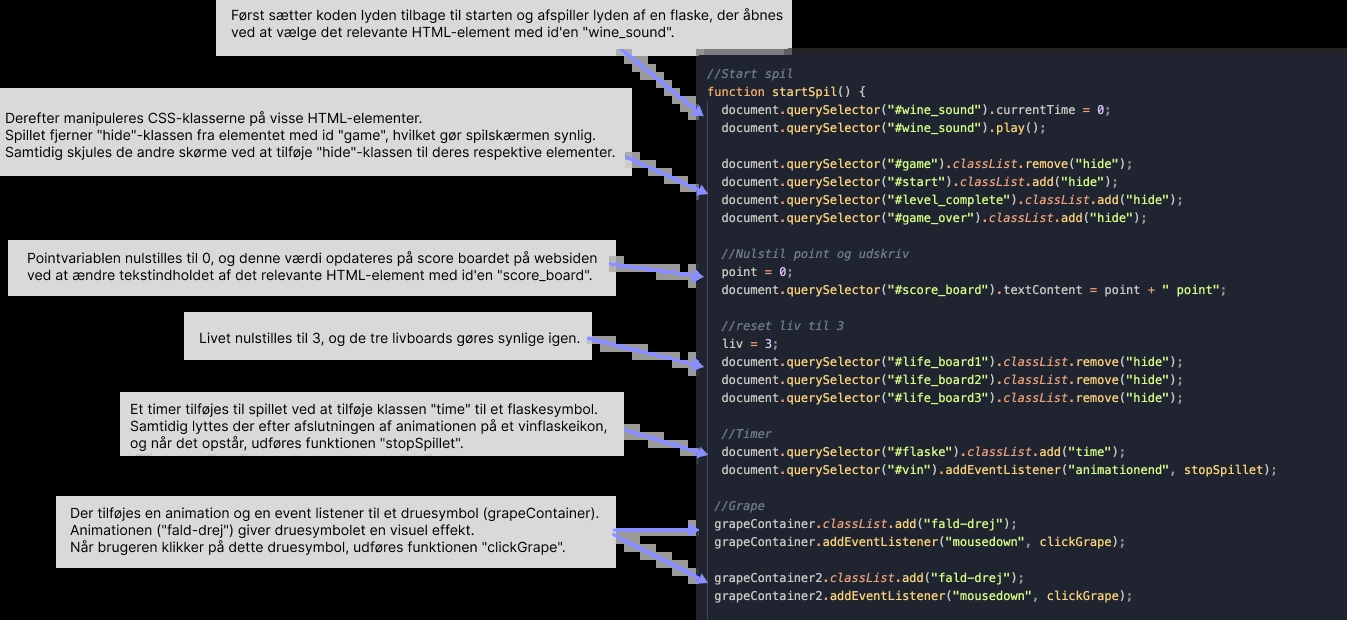 Først sætter koden lyden tilbage til starten og afspiller lyden af en flaske, der åbnes
ved at vælge det relevante HTML-element med id'en "wine_sound".
Derefter manipuleres CSS-klasserne på visse HTML-elementer.
Spillet fjerner "hide"-klassen fra elementet med id "game", hvilket gør spilskærmen synlig.
Samtidig skjules de andre skørme ved at tilføje "hide"-klassen til deres respektive elementer.
Pointvariablen nulstilles til 0, og denne værdi opdateres på score boardet på websiden
ved at ændre tekstindholdet af det relevante HTML-element med id'en "score_board".
Livet nulstilles til 3, og de tre livboards gøres synlige igen.
Et timer tilføjes til spillet ved at tilføje klassen "time" til et flaskesymbol.
Samtidig lyttes der efter afslutningen af animationen på et vinflaskeikon,
og når det opstår, udføres funktionen "stopSpillet".
Der tilføjes en animation og en event listener til et druesymbol (grapeContainer).
Animationen ("fald-drej") giver druesymbolet en visuel effekt.
Når brugeren klikker på dette druesymbol, udføres funktionen "clickGrape".
//Start spil
function startSpil() {
document.querySelector("#wine_sound").currentTime = 0;
document.querySelector("#wine_sound").play();
document.querySelector("#game").classList.remove("hide");
document.querySelector("#start").classList.add("hide");
document.querySelector("#level_complete").classList.add("hide");
document.querySelector("#game_over").classList.add("hide");
//Nulstil point og udskriv
point = 0;
document.querySelector("#score_board").textContent = point + " point";
//reset liv til 3
liv = 3;
document.querySelector("#life_board1").classList.remove("hide");
document.querySelector("#life_board2").classList.remove("hide");
document.querySelector("#life_board3").classList.remove("hide");
//Timer
document.querySelector("#flaske").classList.add("time");
document.querySelector("#vin").addEventListener("animationend", stopSpillet);
//Grape
grapeContainer.classList.add("fald-drej");
grapeContainer.addEventListener("mousedown", clickGrape);
grapeContainer2.classList.add("fald-drej");
grapeContainer2.addEventListener("mousedown", clickGrape);